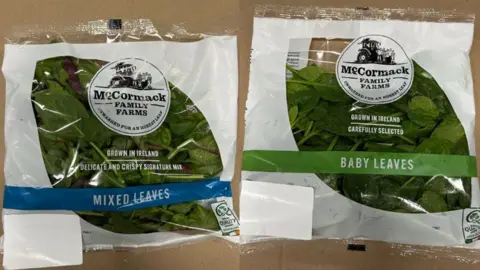 McCormack
FAMILY
FARMS
GROWN IN IRELAND
DELICATE AND CRISPY SIGNATURE MIX
MIXED LEAVES
McCORMACK
FAMILY
FARMS
GROWN IN IRELAND
CAREFULLY SELECTED
BABY LEAVES